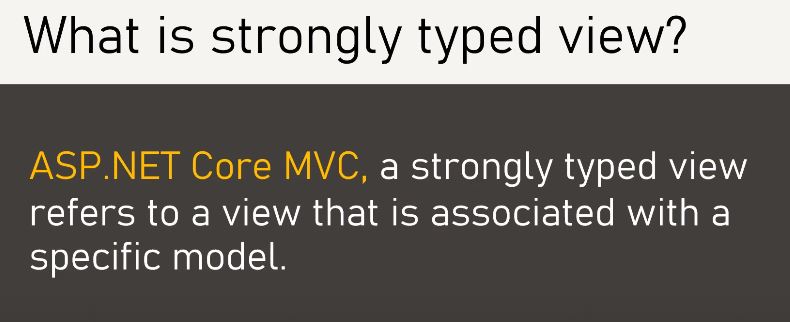 What is strongly typed view?
ASP.NET Core MVC, a strongly typed view
refers to a view that is associated with a
specific model.